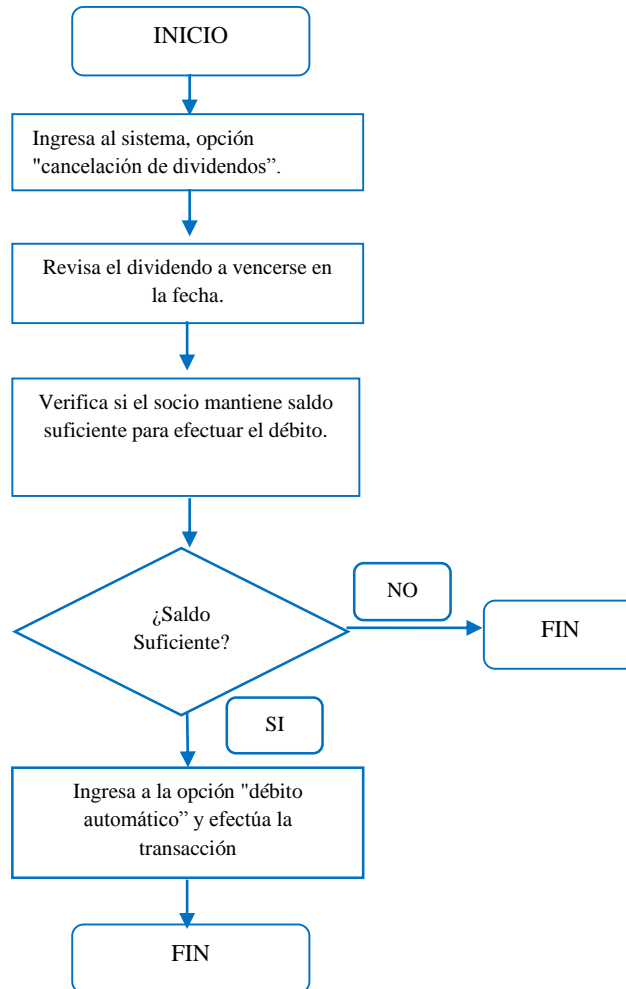 INICIO
Ingresa al sistema, opción
"cancelación de dividendos”.
Revisa el dividendo a vencerse en
la fecha.
Verifica si el socio mantiene saldo
suficiente para efectuar el débito.
¿Saldo
Suficiente?
NO
FIN
SI
Ingresa a la opción "débito
automático” y efectúa la
transacción
FIN